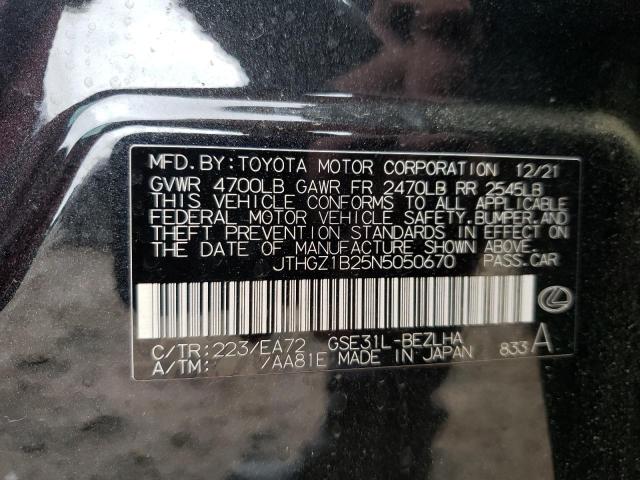 MFD. BY: TOYOTA MOTOR CORPORATION 12/21
GVWR 4700LB GAWR FR 2470LB RR 2545LB
THIS VEHICLE CONFORMS TO ALL APPLICABLE
FEDERAL MOTOR VEHICLE SAFETY, BUMPER, AND
THEFT PREVENTION STANDARDS IN EFFECT ON
THE DATE OF MANUFACTURE SHOWN ABOVE.
JTHGZ1B25N5050670 PASS. CAR
C/TR: 223/EA72 GSE31L-BEZLHA
A/TM: /AA81E MADE IN JAPAN 833 A